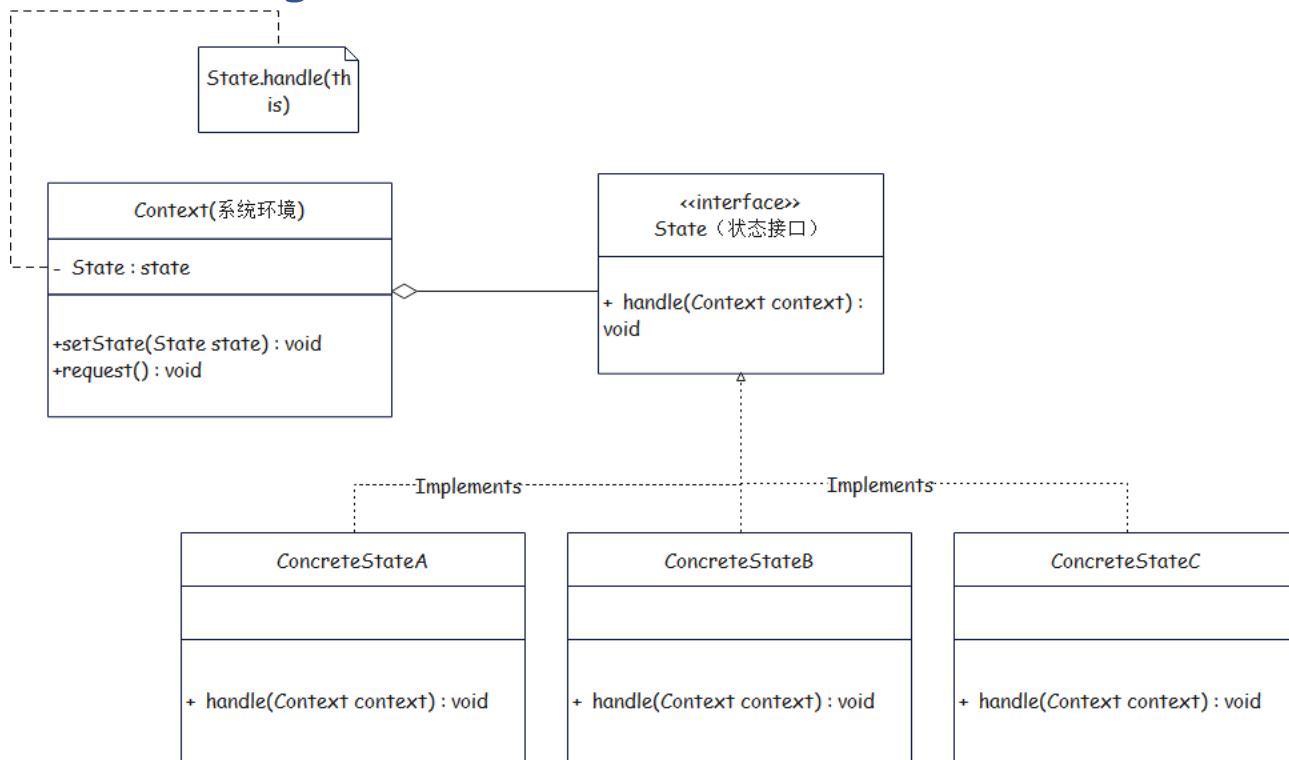 State.handle(th
is)
Context(系统环境)
- State : state
+setState(State state) : void
+request() : void
<<interface>>
State（状态接口）
+ handle(Context context) :
void
Implements
Implements
ConcreteStateA
+ handle(Context context) : void
ConcreteStateB
+ handle(Context context) : void
ConcreteStateC
+ handle(Context context) : void